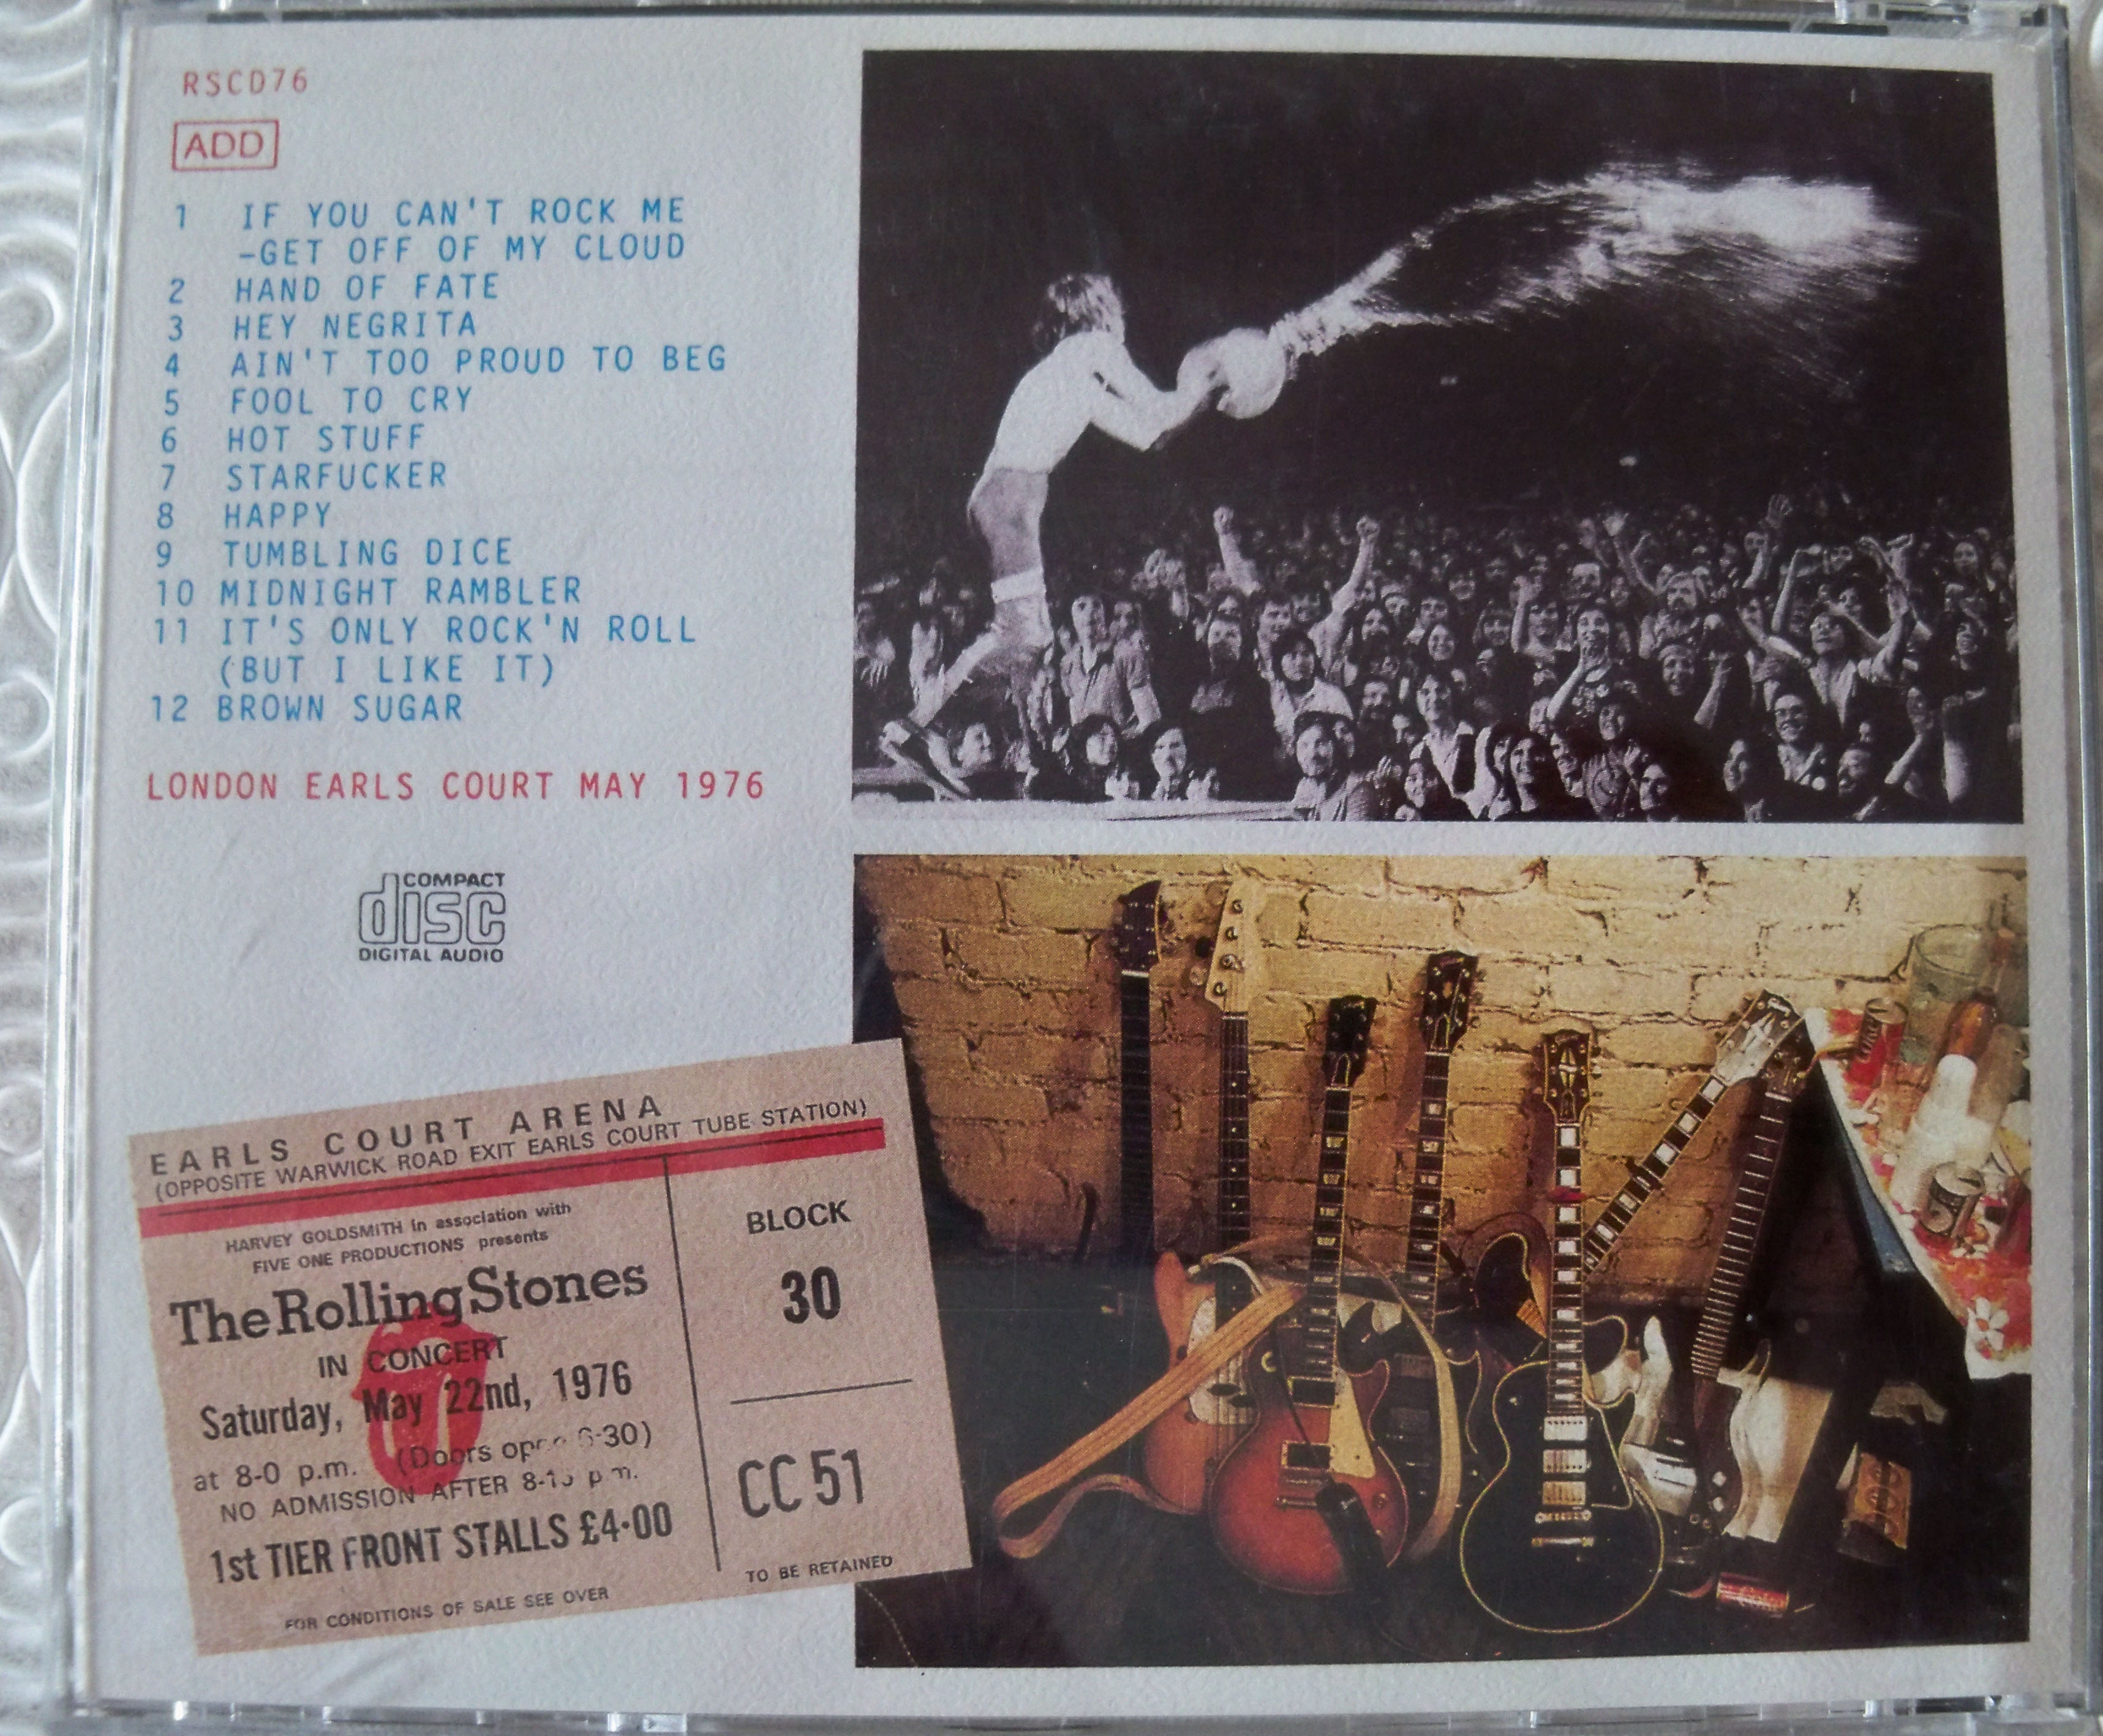 RSCD76
ADD
1 IF YOU CAN'T ROCK ME
-GET OFF OF MY CLOUD
2 HAND OF FATE
3 HEY NEGRITA
4 AIN'T TOO PROUD TO BEG
5 FOOL TO CRY
6 HOT STUFF
7 STARFUCKER
8 HAPPY
9 TUMBLING DICE
10 MIDNIGHT RAMBLER
11 IT'S ONLY ROCK'N ROLL
(BUT I LIKE IT)
12 BROWN SUGAR
LONDON EARLS COURT MAY 1976
COMPACT
disc
DIGITAL AUDIO
EARLS COURT ARENA
(OPPOSITE WARWICK ROAD EXIT EARLS COURT TUBE STATION)
HARVEY GOLDSMITH in association with
FIVE ONE PRODUCTIONS presents
The Rolling Stones
IN CONCERT
Saturday, May 22nd, 1976
at 8-0 p.m. (Doors open 6-30)
NO ADMISSION AFTER 8-15 p.m.
1st TIER FRONT STALLS £4·00
FOR CONDITIONS OF SALE SEE OVER
BLOCK
30
CC 51
TO BE RETAINED